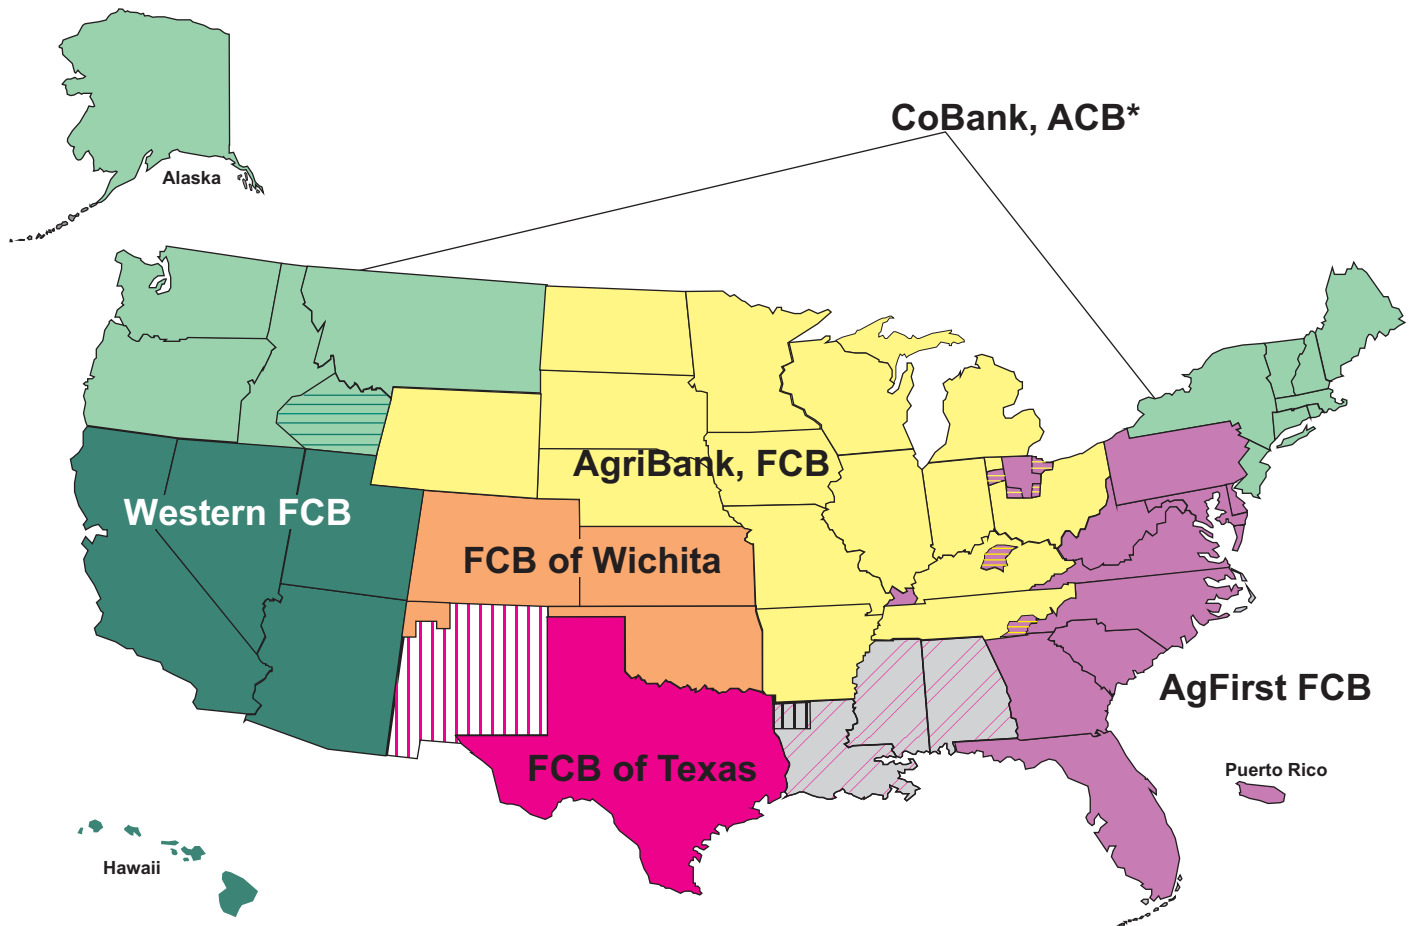 CoBank, ACB*
Alaska
AgriBank, FCB
Western FCB
FCB of Wichita
AgFirst FCB
FCB of Texas
Puerto Rico
Hawaii